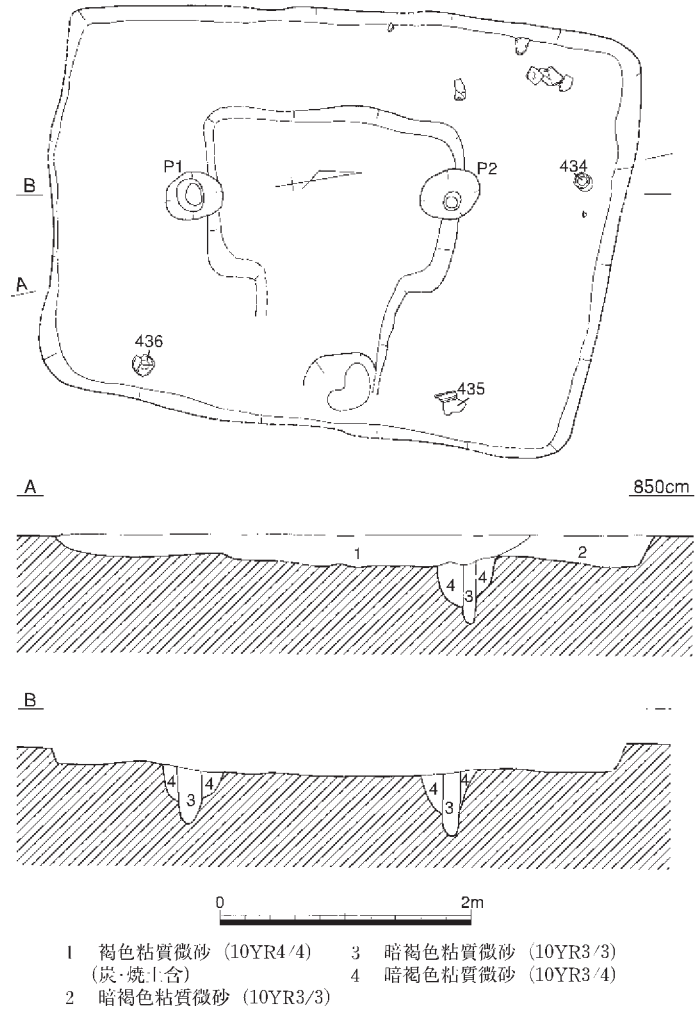 P1
P2
434
B
A
436
435
A
850cm
1
2
4
3
4
B
4
3
4
4
3
4
0
2m
1 褐色粘質微砂 (10YR4/4)
(炭・焼土含)
2 暗褐色粘質微砂 (10YR3/3)
3 暗褐色粘質微砂 (10YR3/3)
4 暗褐色粘質微砂 (10YR3/4)